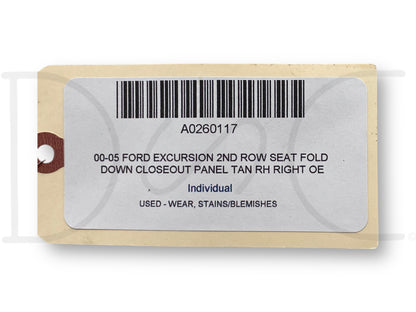 A0260117
00-05 FORD EXCURSION 2ND ROW SEAT FOLD
DOWN CLOSEOUT PANEL TAN RH RIGHT OE
Individual
USED - WEAR, STAINS/BLEMISHES